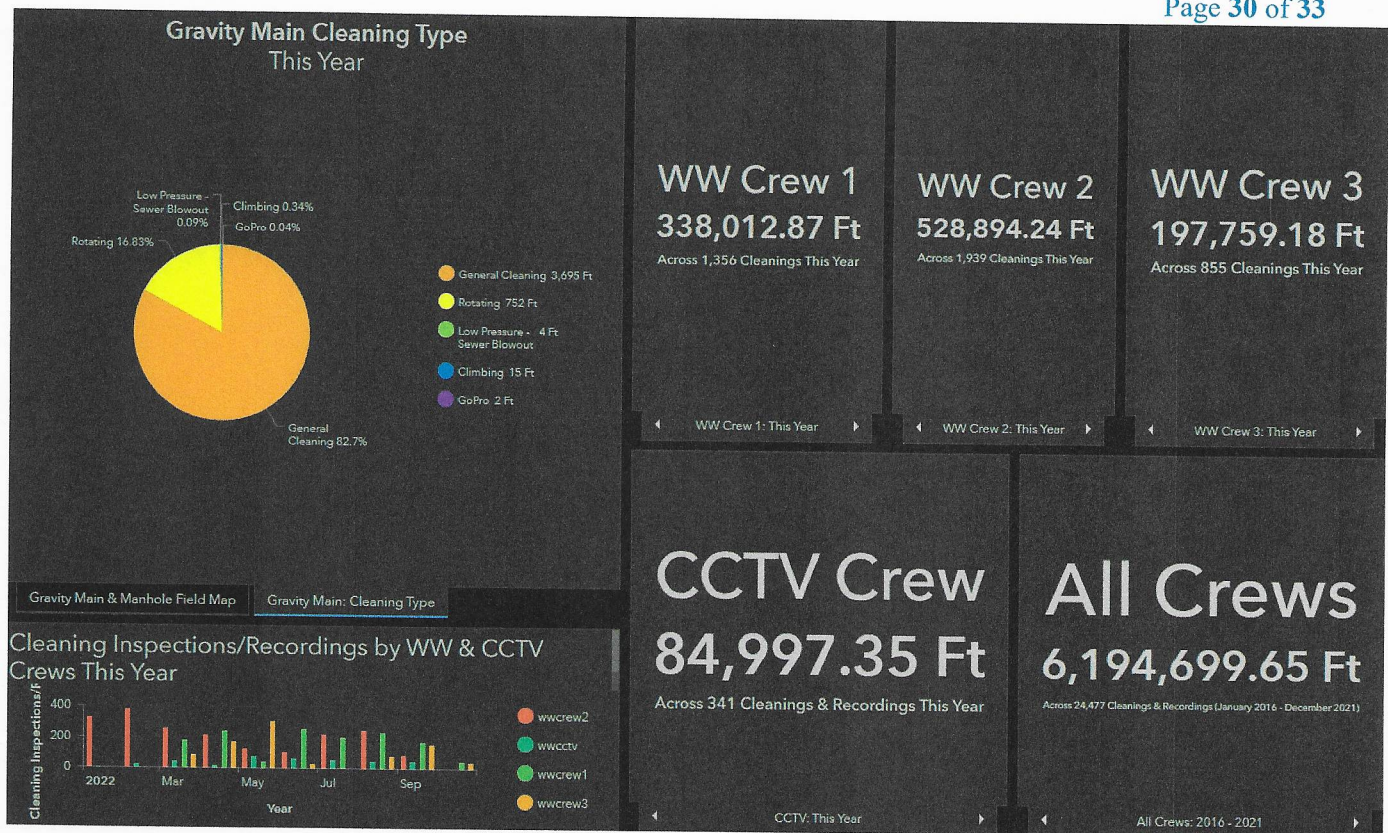 Page 30 of 33
Gravity Main Cleaning Type
This Year
Low Pressure -
Sewer Blowout
0.09%
Climbing 0.34%
GoPro 0.04%
Rotating 16.83%
General
Cleaning 82.7%
General Cleaning 3,695 Ft
Rotating 752 Ft
Low Pressure - 4 Ft
Sewer Blowout
Climbing 15 Ft
GoPro 2 Ft
Gravity Main & Manhole Field Map
Gravity Main: Cleaning Type
WW Crew 1
338,012.87 Ft
Across 1,356 Cleanings This Year
WW Crew 1: This Year
WW Crew 2
528,894.24 Ft
Across 1,939 Cleanings This Year
WW Crew 2: This Year
WW Crew 3
197,759.18 Ft
Across 855 Cleanings This Year
WW Crew 3: This Year
Cleaning Inspections/Recordings by WW & CCTV
Crews This Year
Cleaning Inspections/
400
200
0
2022
Mar
May
Jul
Sep
Year
wwcrew2
wwcctv
wwcrew1
wwcrew3
CCTV Crew
84,997.35 Ft
Across 341 Cleanings & Recordings This Year
CCTV: This Year
All Crews
6,194,699.65 Ft
Across 24,477 Cleanings & Recordings (January 2016 - December 2021)
All Crews: 2016 - 2021